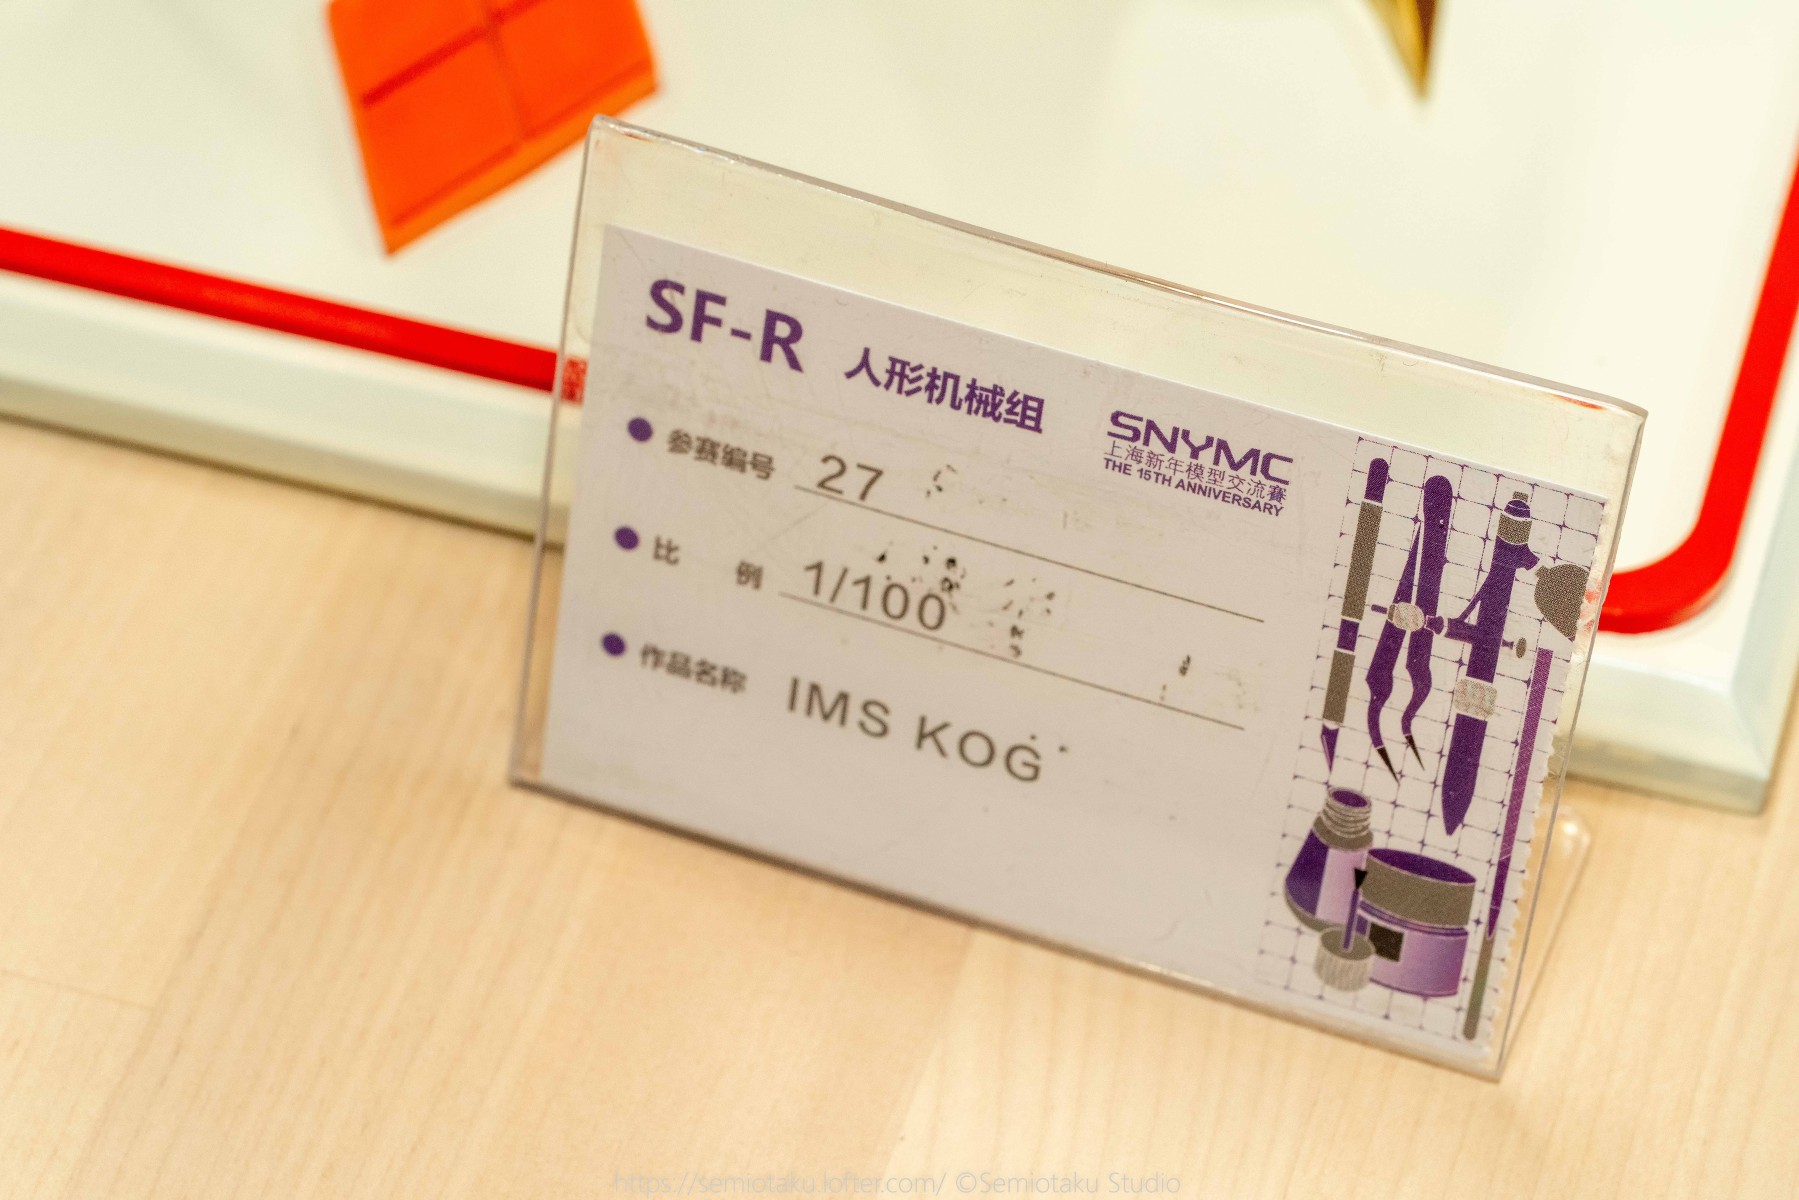 SF-R 人形机械组
SNYMC
上海新年模型交流賽
THE 15TH ANNIVERSARY
参赛编号 27
比 例 1/100
作品名称 IMS KOG
https://semiotaku.lofter.com/ ©Semiotaku Studio